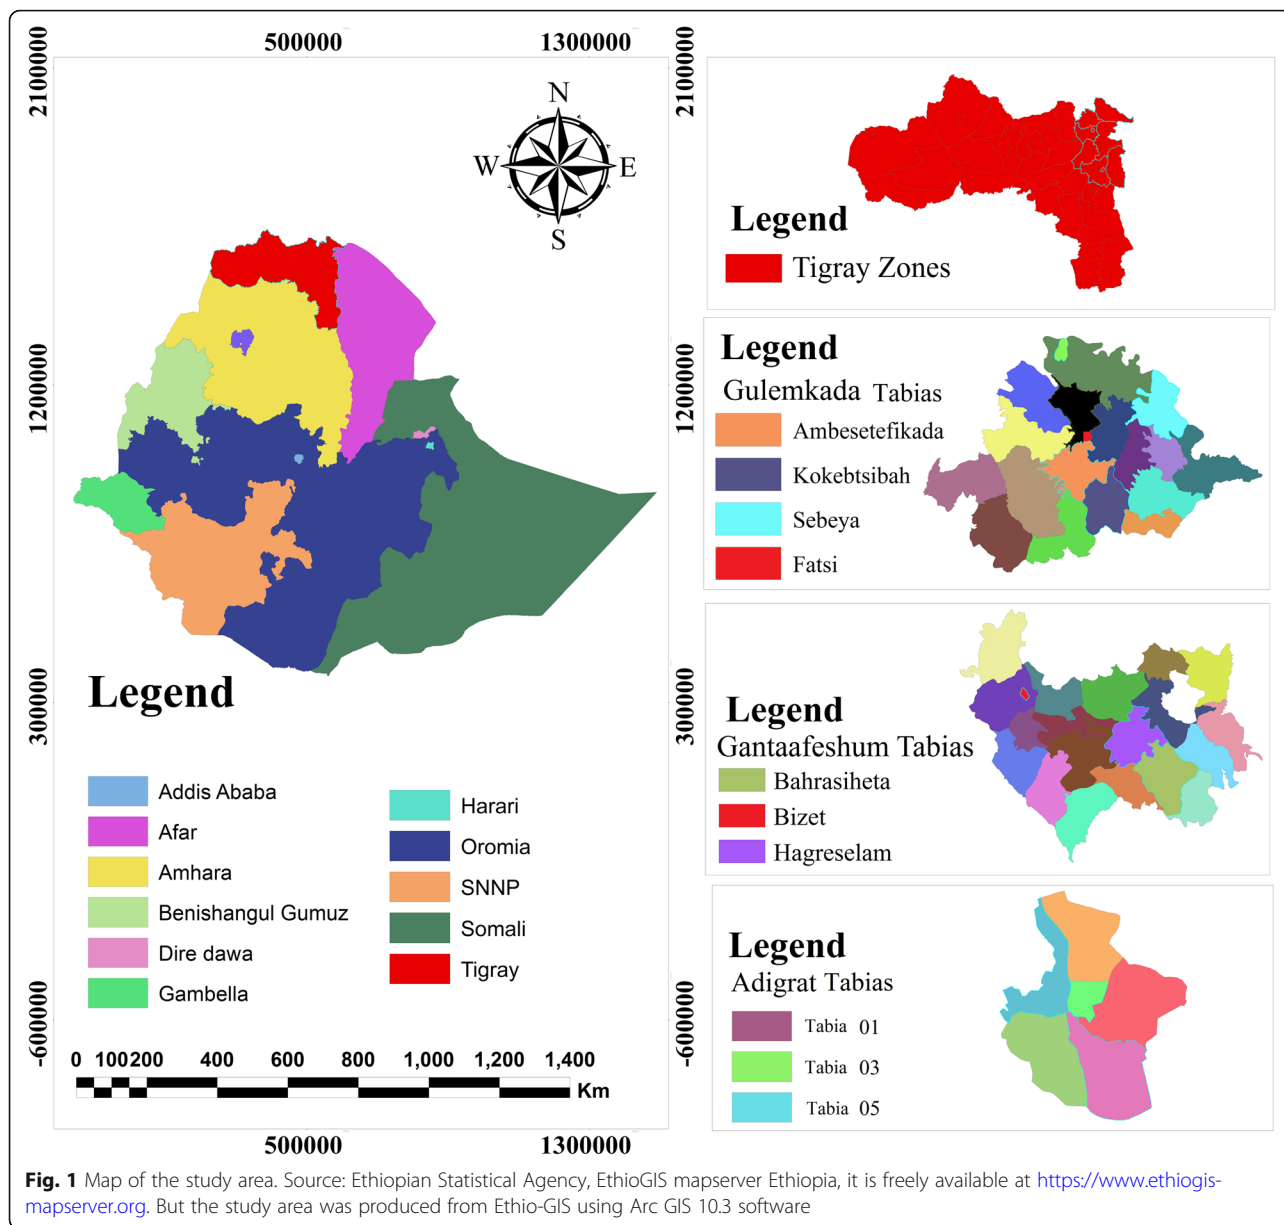 500000
1300000
2100000
2100000
N
W
E
S
Legend
Tigray Zones
1200000
1200000
Legend
Gulemkada Tabias
Ambesetefikada
Kokebtsibah
Sebeya
Fatsi
300000
300000
Legend
Addis Ababa
Afar
Amhara
Benishangul Gumuz
Dire dawa
Gambella
Harari
Oromia
SNNP
Somali
Tigray
Legend
Gantaafeshum Tabias
Bahrasiheta
Bizet
Hagreselam
-600000
-600000
Legend
Adigrat Tabias
Tabia 01
Tabia 03
Tabia 05
0 100 200 400 600 800 1,000 1,200 1,400
Km
500000
1300000
Fig. 1 Map of the study area. Source: Ethiopian Statistical Agency, EthioGIS mapserver Ethiopia, it is freely available at https://www.ethiogis-
mapserver.org. But the study area was produced from Ethio-GIS using Arc GIS 10.3 software